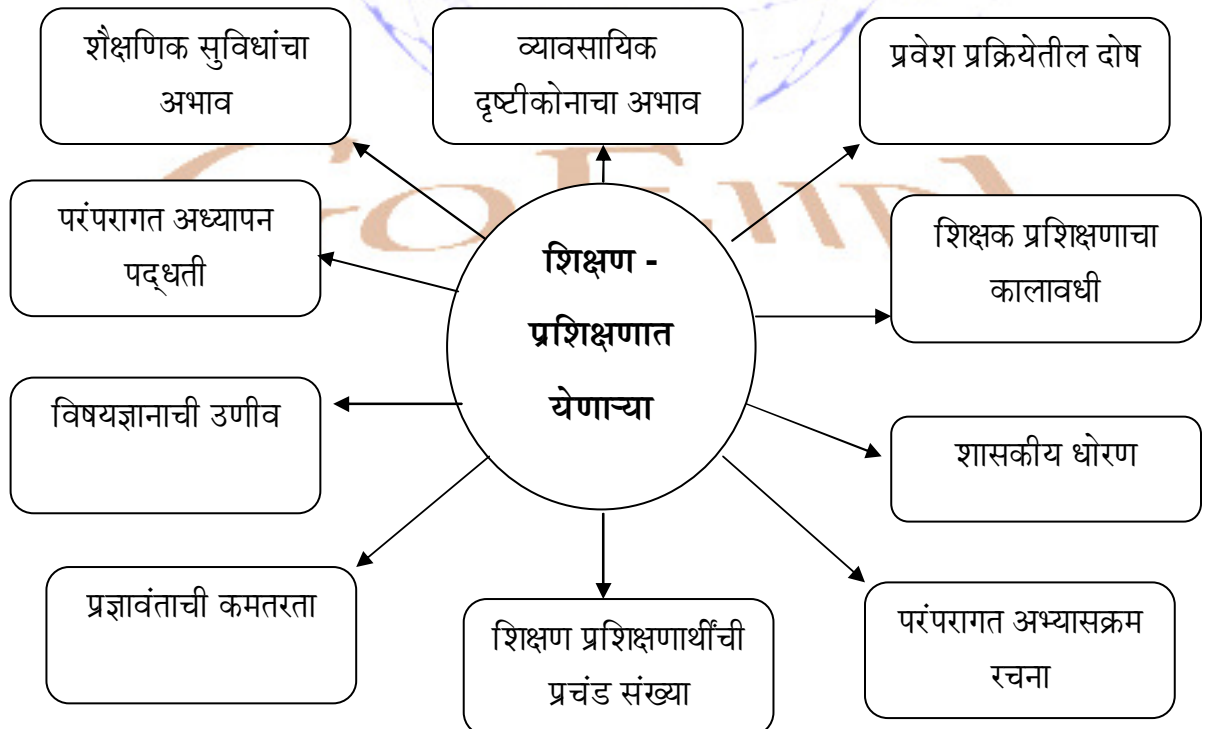 शैक्षणिक सुविधांचा
अभाव
व्यावसायिक
दृष्टीकोनाचा अभाव
प्रवेश प्रक्रियेतील दोष
परंपरागत अध्यापन
पद्धती
शिक्षण -
प्रशिक्षणात
येणाऱ्या
शिक्षक प्रशिक्षणाचा
कालावधी
विषयज्ञानाची उणीव
शासकीय धोरण
प्रज्ञावंताची कमतरता
शिक्षण प्रशिक्षणार्थींची
प्रचंड संख्या
परंपरागत अभ्यासक्रम
रचना